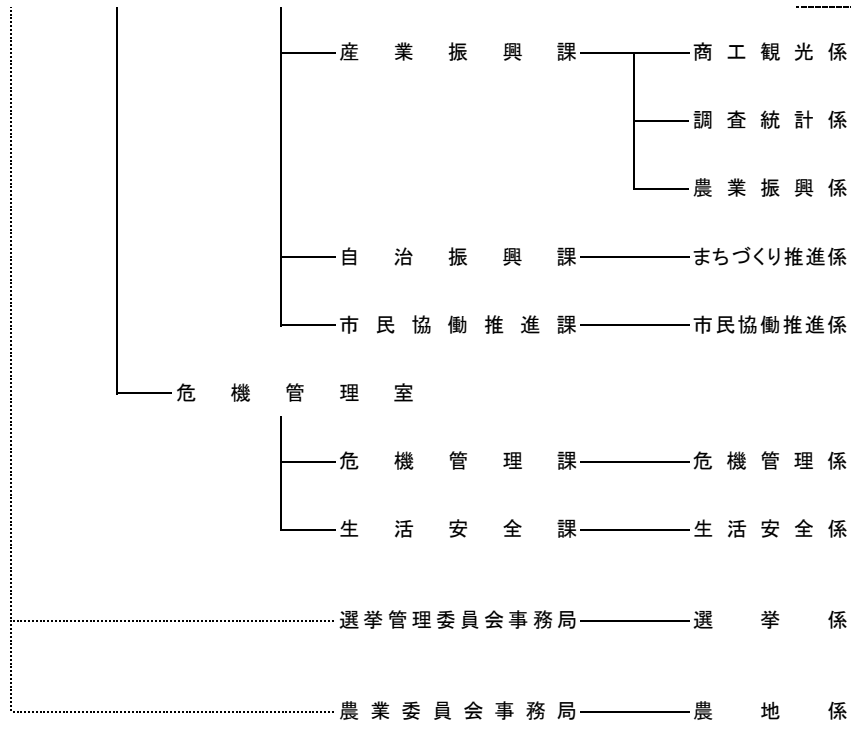 産業振興課 商工観光係
調査統計係
農業振興係
自治振興課 まちづくり推進係
市民協働推進課 市民協働推進係
危機管理室
危機管理課 危機管理係
生活安全課 生活安全係
選挙管理委員会事務局 選挙係
農業委員会事務局 農地係